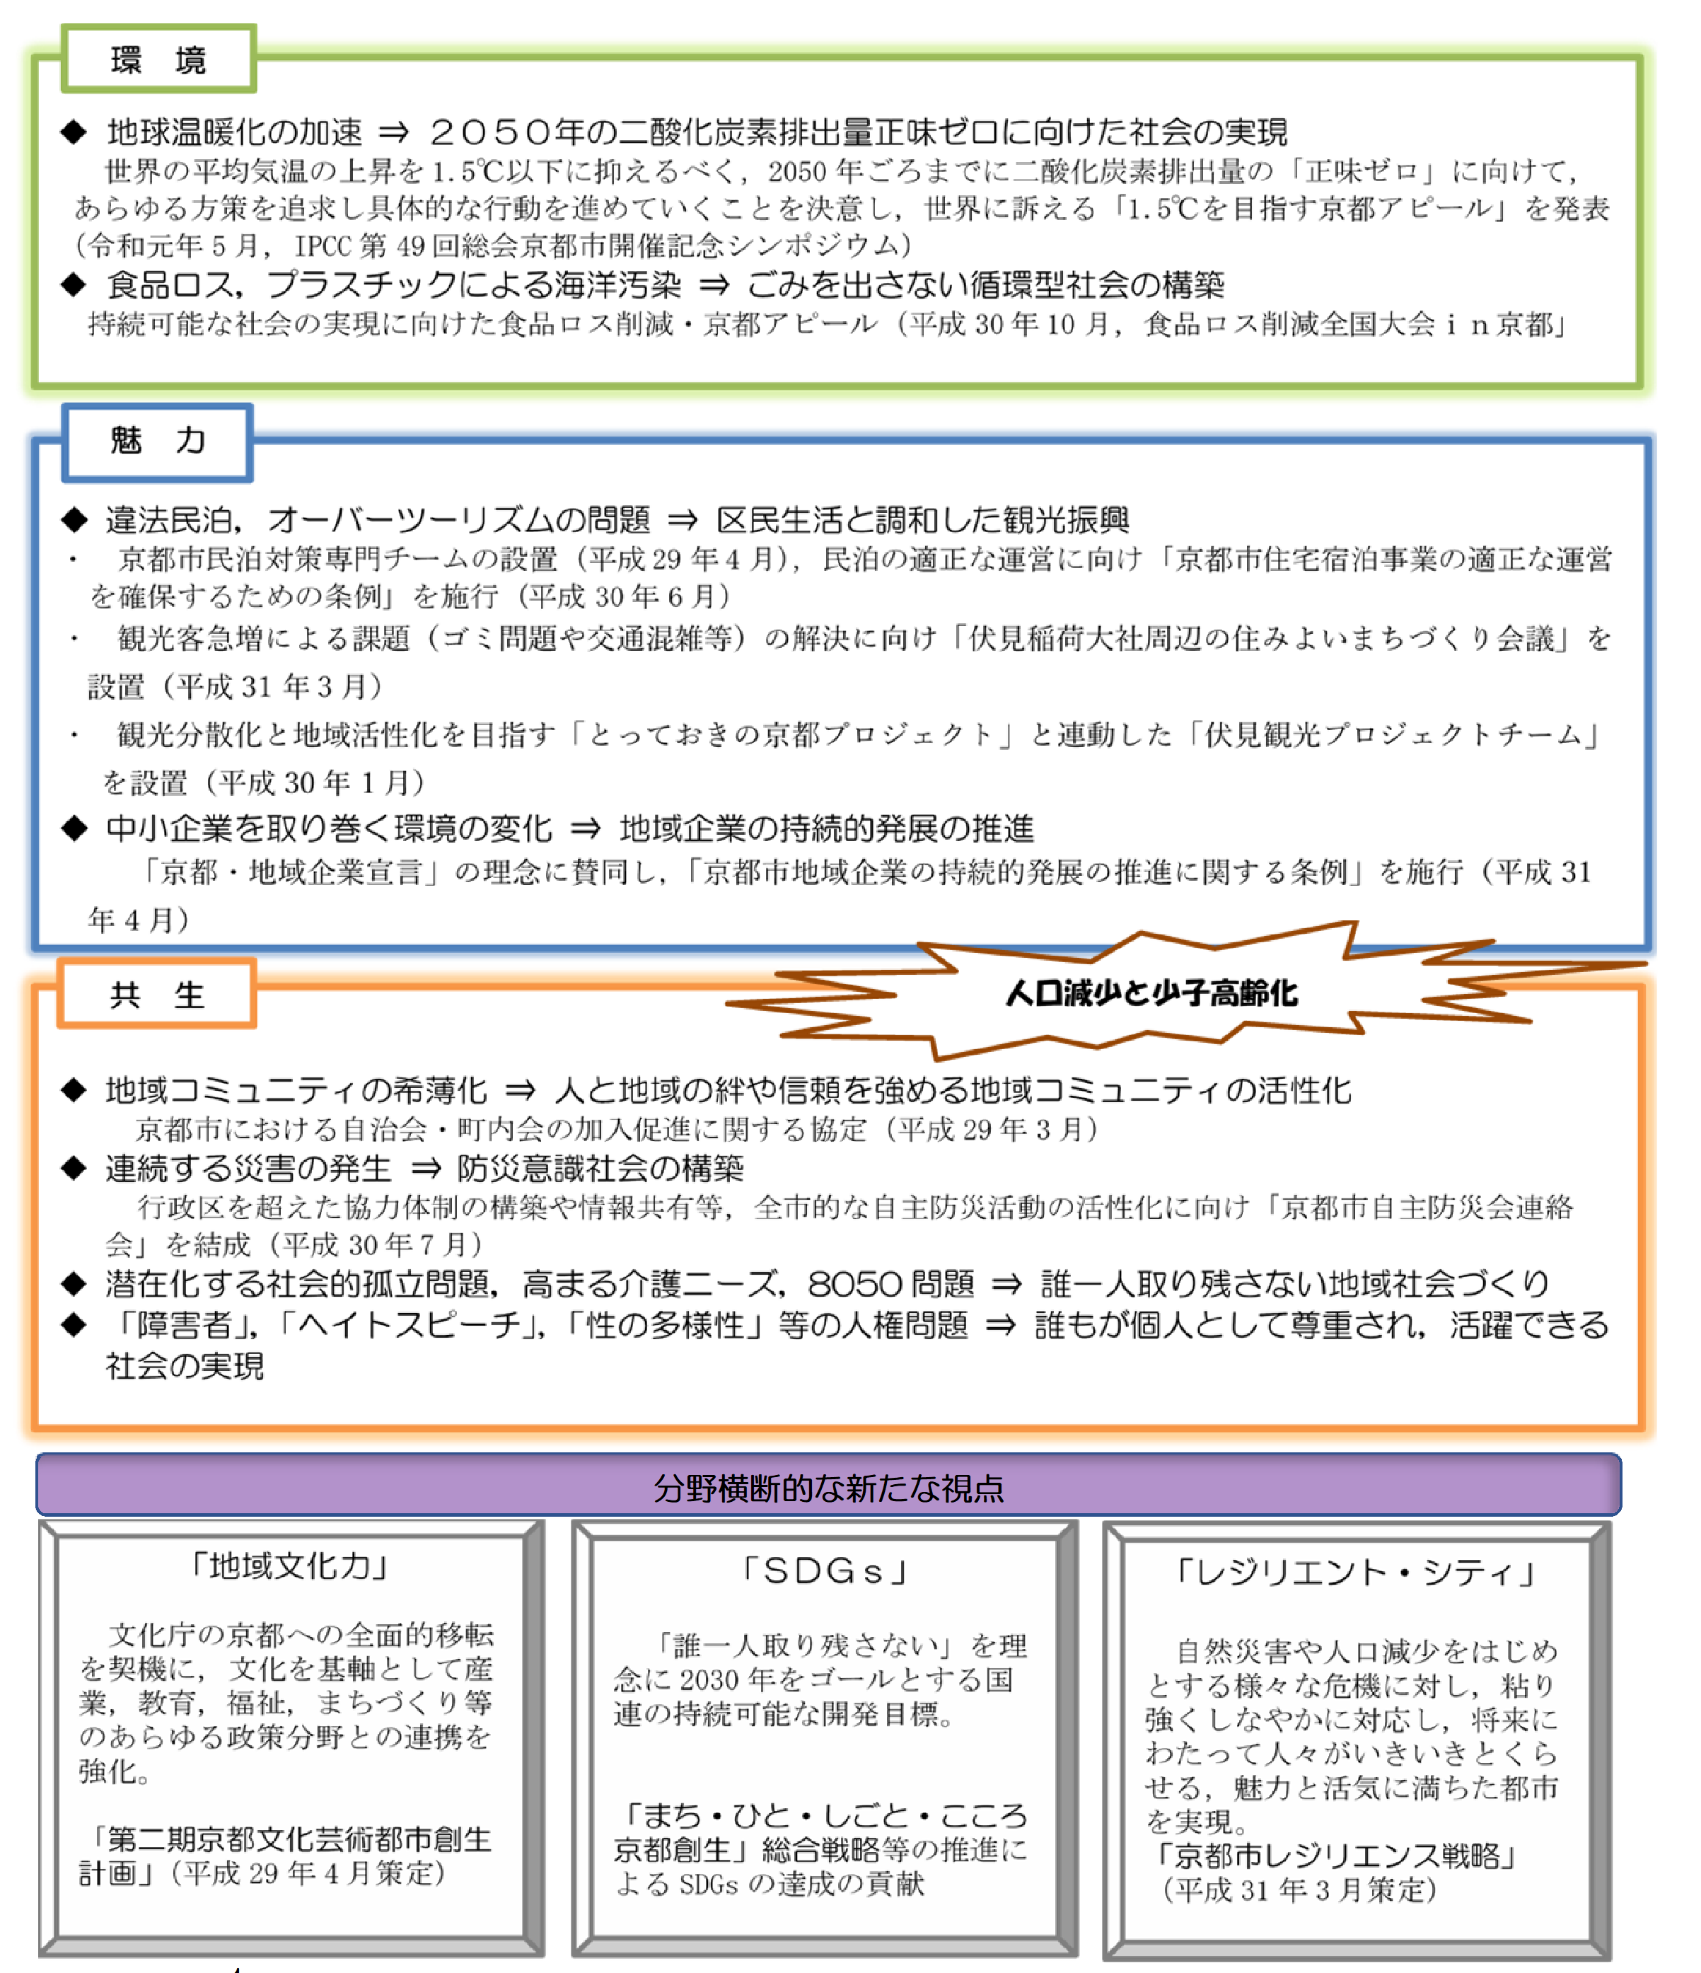 環　境
◆ 地球温暖化の加速 ⇒ ２０５０年の二酸化炭素排出量正味ゼロに向けた社会の実現
世界の平均気温の上昇を 1.5℃以下に抑えるべく，2050 年ごろまでに二酸化炭素排出量の「正味ゼロ」に向けて，
あらゆる方策を追求し具体的な行動を進めていくことを決意し，世界に訴える「1.5℃を目指す京都アピール」を発表
（令和元年 5 月，IPCC 第 49 回総会京都市開催記念シンポジウム）
◆ 食品ロス，プラスチックによる海洋汚染 ⇒ ごみを出さない循環型社会の構築
持続可能な社会の実現に向けた食品ロス削減・京都アピール（平成 30 年 10 月，食品ロス削減全国大会ｉｎ京都」
魅　力
◆ 違法民泊，オーバーツーリズムの問題 ⇒ 区民生活と調和した観光振興
・ 京都市民泊対策専門チームの設置（平成 29 年 4 月），民泊の適正な運営に向け「京都市住宅宿泊事業の適正な運営
を確保するための条例」を施行（平成 30 年 6 月）
・ 観光客急増による課題（ゴミ問題や交通混雑等）の解決に向け「伏見稲荷大社周辺の住みよいまちづくり会議」を
設置（平成 31 年 3 月）
・ 観光分散化と地域活性化を目指す「とっておきの京都プロジェクト」と連動した「伏見観光プロジェクトチーム」
を設置（平成 30 年 1 月）
◆ 中小企業を取り巻く環境の変化 ⇒ 地域企業の持続的発展の推進
「京都・地域企業宣言」の理念に賛同し，「京都市地域企業の持続的発展の推進に関する条例」を施行（平成 31
年 4 月）
人口減少と少子高齢化
共　生
◆ 地域コミュニティの希薄化 ⇒ 人と地域の絆や信頼を強める地域コミュニティの活性化
京都市における自治会・町内会の加入促進に関する協定（平成 29 年 3 月）
◆ 連続する災害の発生 ⇒ 防災意識社会の構築
行政区を超えた協力体制の構築や情報共有等，全市的な自主防災活動の活性化に向け「京都市自主防災会連絡
会」を結成（平成 30 年 7 月）
◆ 潜在化する社会的孤立問題，高まる介護ニーズ，8050 問題 ⇒ 誰一人取り残さない地域社会づくり
◆ 「障害者」，「ヘイトスピーチ」，「性の多様性」等の人権問題 ⇒ 誰もが個人として尊重され，活躍できる
社会の実現
分野横断的な新たな視点
「地域文化力」
文化庁の京都への全面的移転
を契機に，文化を基軸として産
業，教育，福祉，まちづくり等
のあらゆる政策分野との連携を
強化。
「第二期京都文化芸術都市創生
計画」（平成 29 年 4 月策定）
「ＳＤＧｓ」
「誰一人取り残さない」を理
念に 2030 年をゴールとする国
連の持続可能な開発目標。
「まち・ひと・しごと・こころ
京都創生」総合戦略等の推進に
よる SDGs の達成の貢献
「レジリエント・シティ」
自然災害や人口減少をはじめ
とする様々な危機に対し，粘り
強くしなやかに対応し，将来に
わたって人々がいきいきとくら
せる，魅力と活気に満ちた都市
を実現。
「京都市レジリエンス戦略」
（平成 31 年 3 月策定）